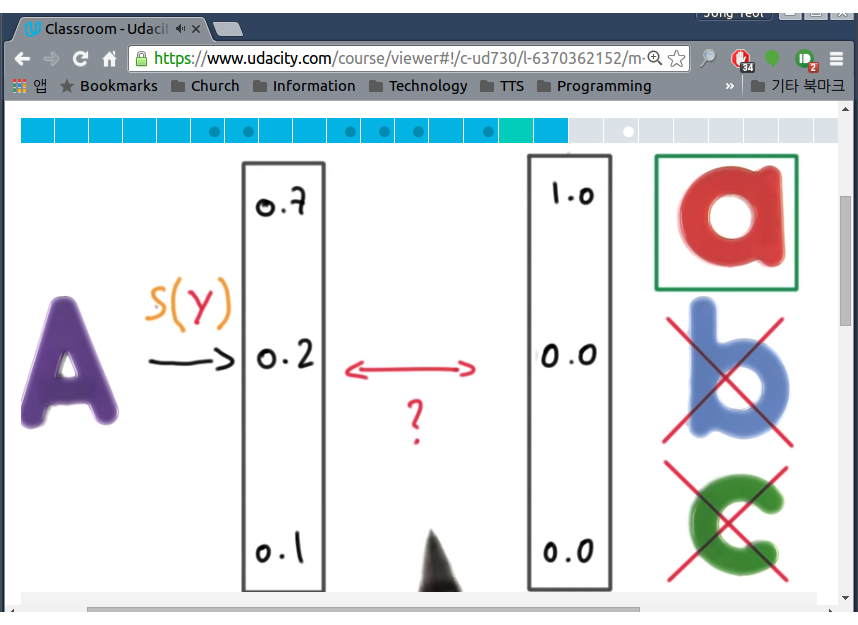 Jong Yeol
Classroom - Udaci
https://www.udacity.com/course/viewer#!/c-ud730/l-6370362152/m-
34
2
앱 Bookmarks Church Information Technology TTS Programming » 기타 북마크
0.7 1.0 a
S(Y)
A 0.2 0.0 b
?
0.1 0.0 c